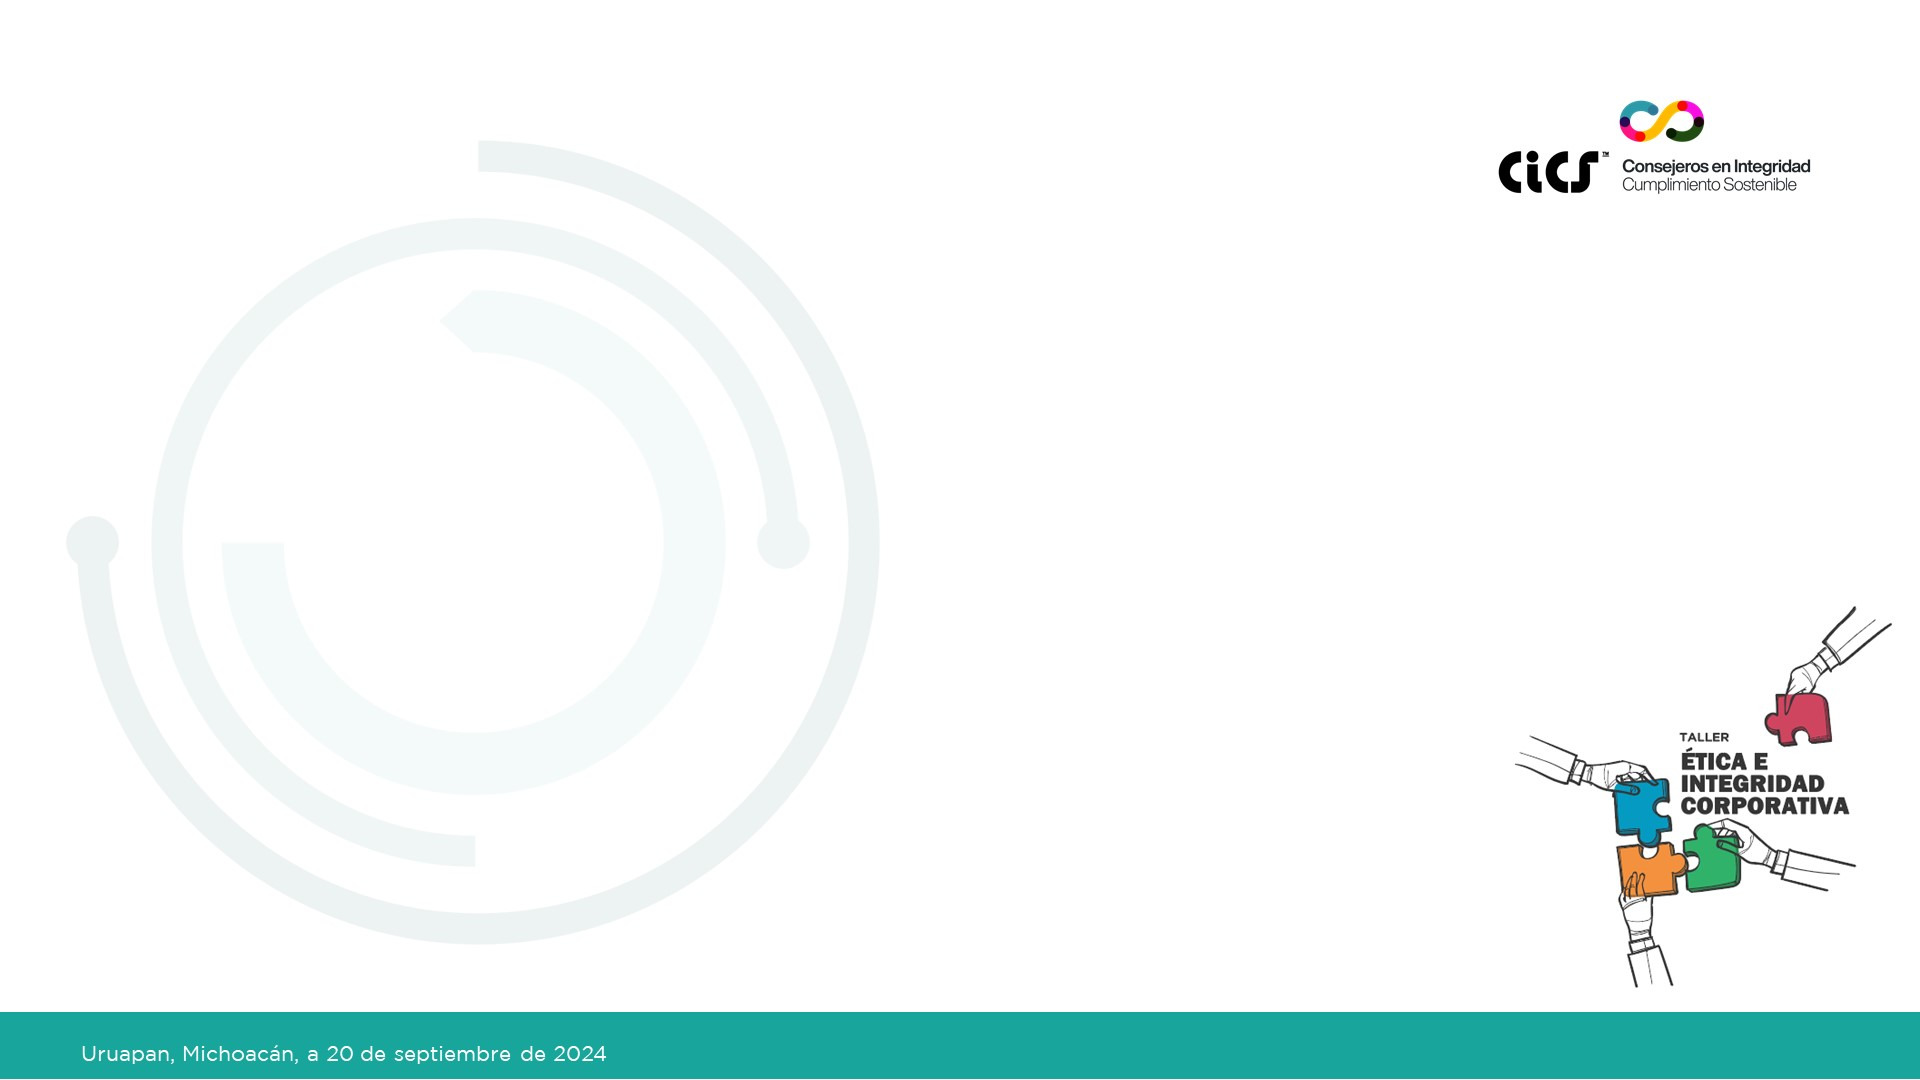 CiCS™
Consejeros en Integridad
Cumplimiento Sostenible
TALLER
ÉTICA E
INTEGRIDAD
CORPORATIVA
Uruapan, Michoacán, a 20 de septiembre de 2024